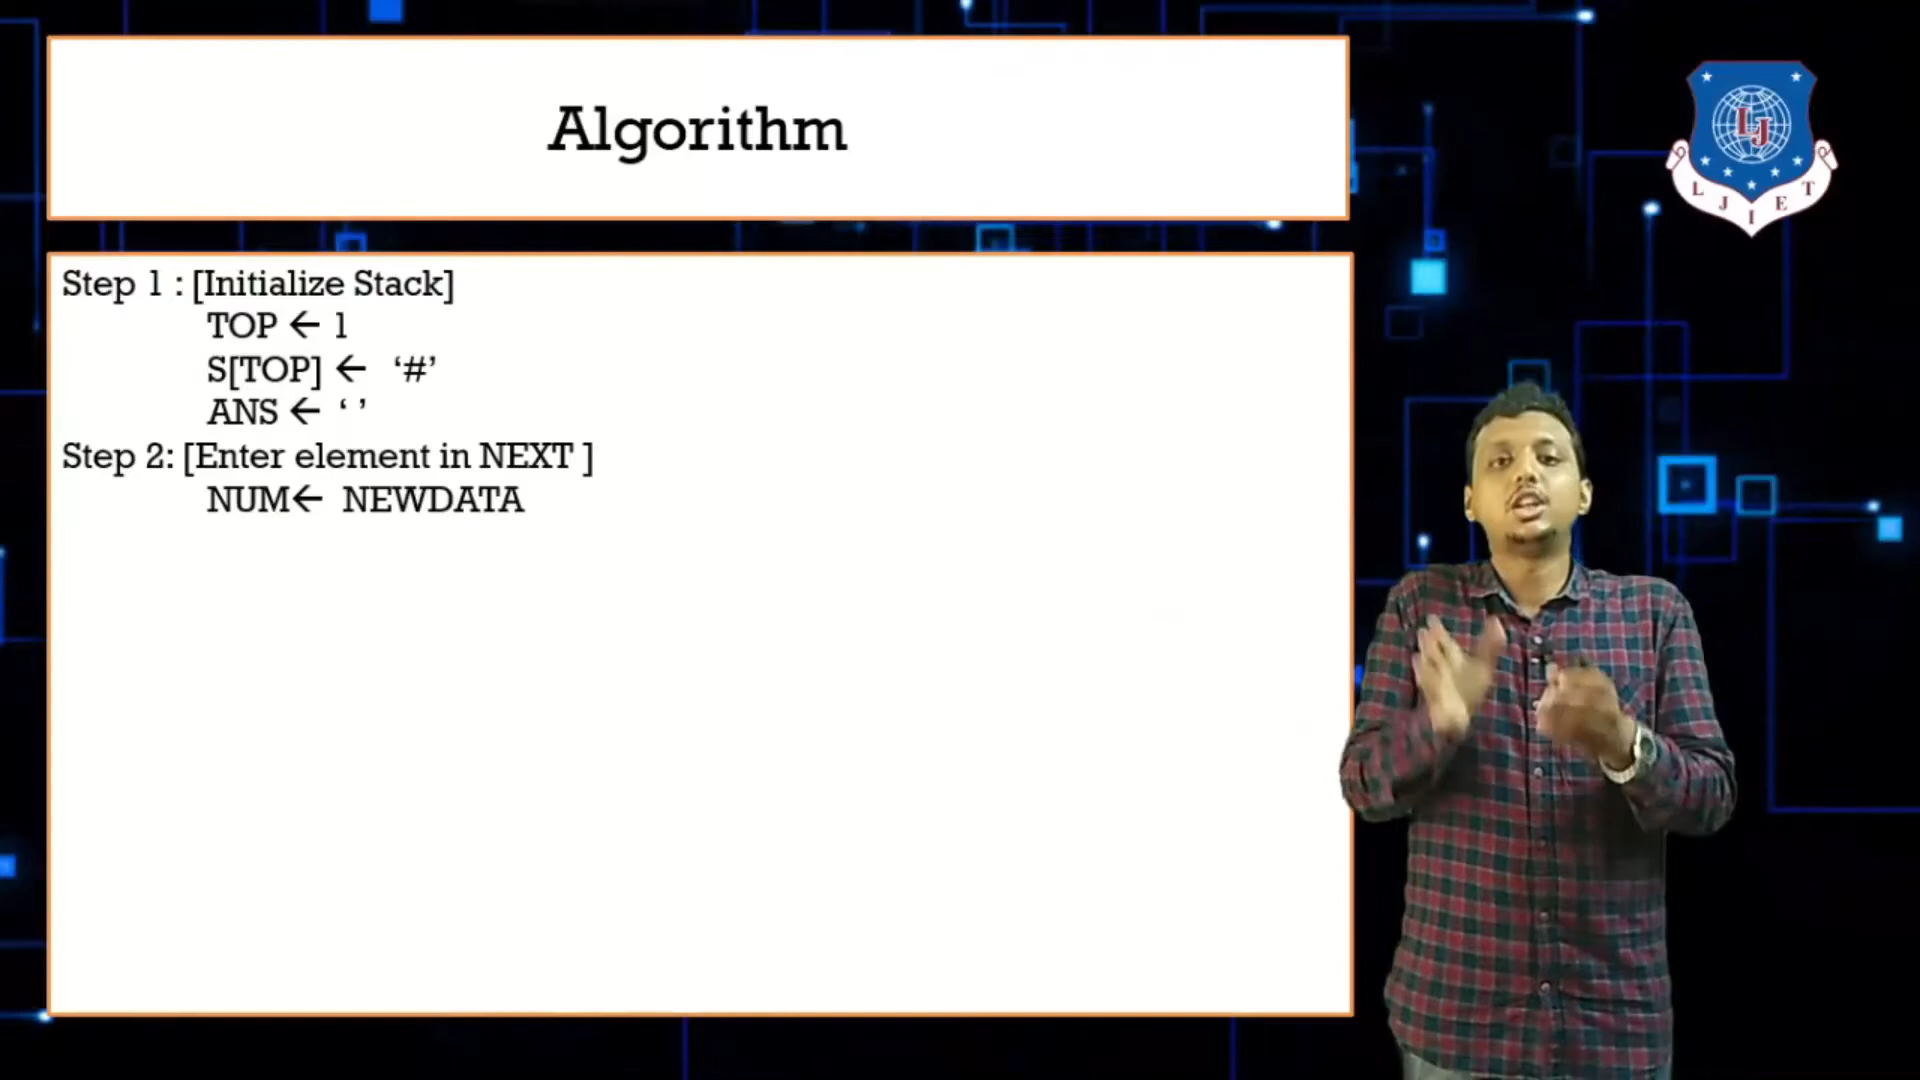 Algorithm
L J
L J I E T
Step 1 : [Initialize Stack]
TOP ← 1
S[TOP] ← ‘#’
ANS ← ‘ ’
Step 2: [Enter element in NEXT ]
NUM← NEWDATA